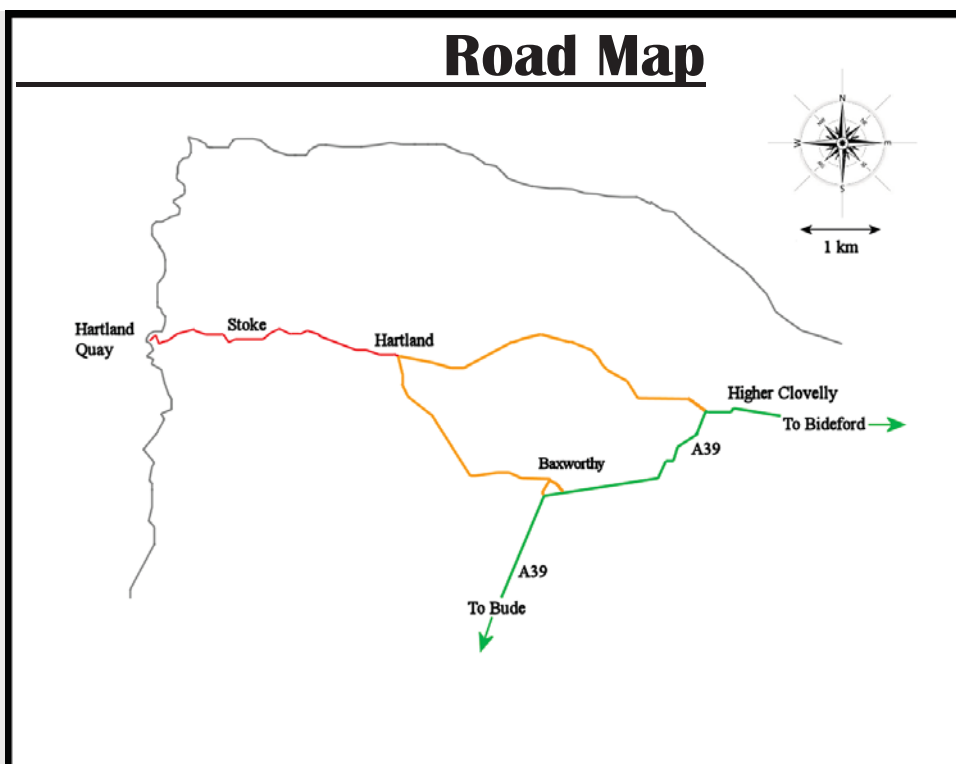 Road Map
N
W
E
S
1 km
Hartland
Quay
Stoke
Hartland
Higher Clovelly
To Bideford
A39
Baxworthy
A39
To Bude